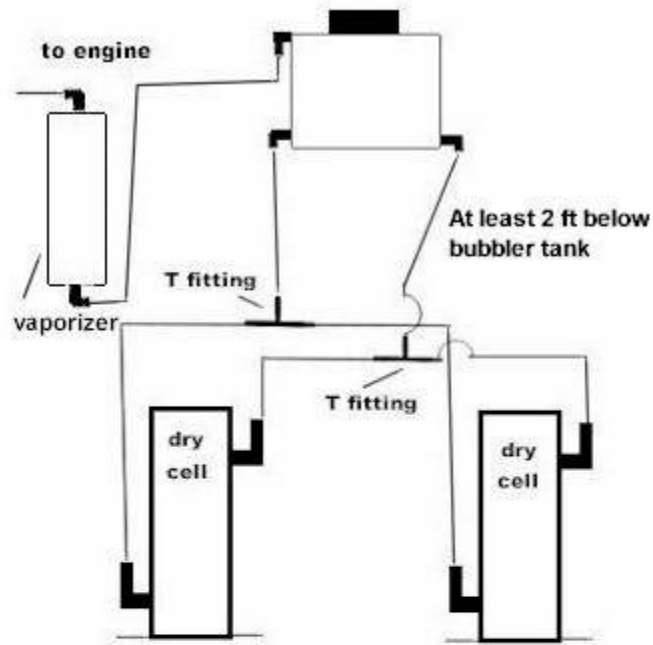 to engine
At least 2 ft below
bubbler tank
T fitting
vaporizer
T fitting
dry
cell
dry
cell